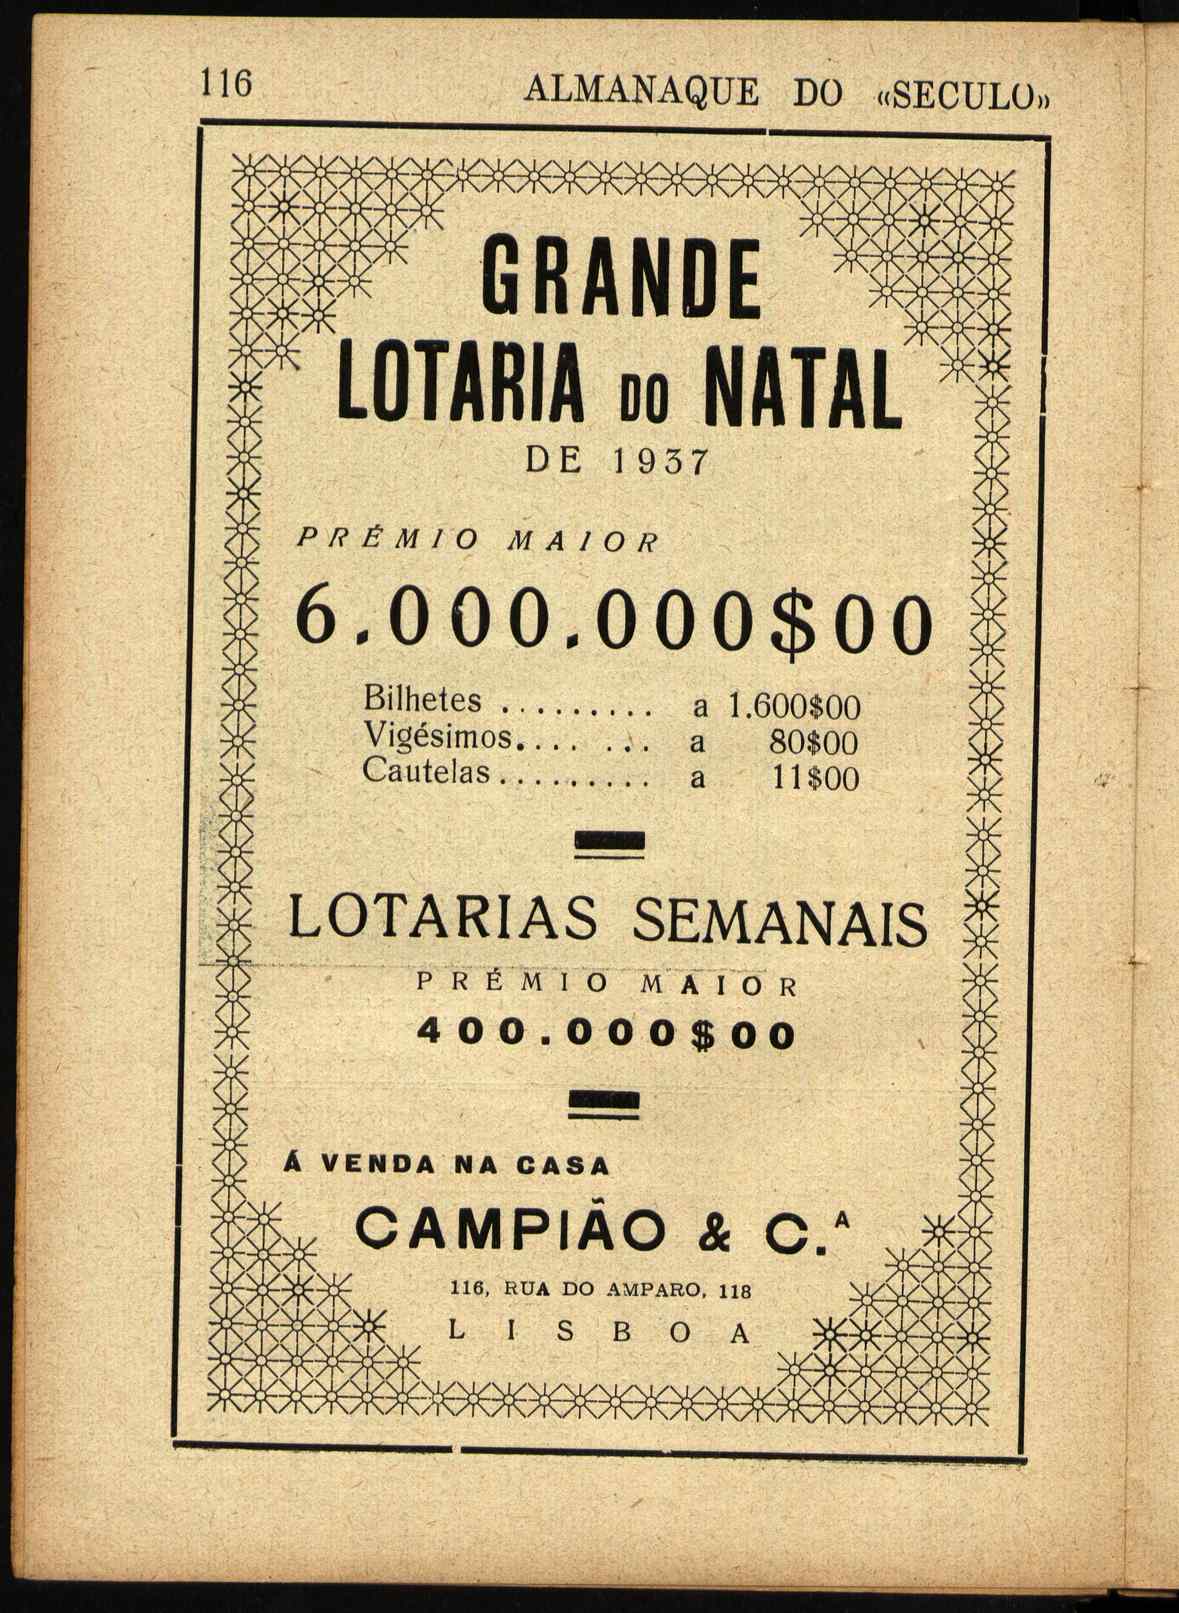 116 ALMANAQUE DO «SECULO»
GRANDE
LOTARIA DO NATAL
DE 1937
PRÉMIO MAIOR
6.000.000$00
Bilhetes ......... a 1.600$00
Vigésimos.... ... a 80$00
Cautelas ......... a 11$00
LOTARIAS SEMANAIS
PRÉMIO MAIOR
400.000$00
Á VENDA NA CASA
CAMPIÃO & C.ᴬ
116, RUA DO AMPARO, 118
LISBOA